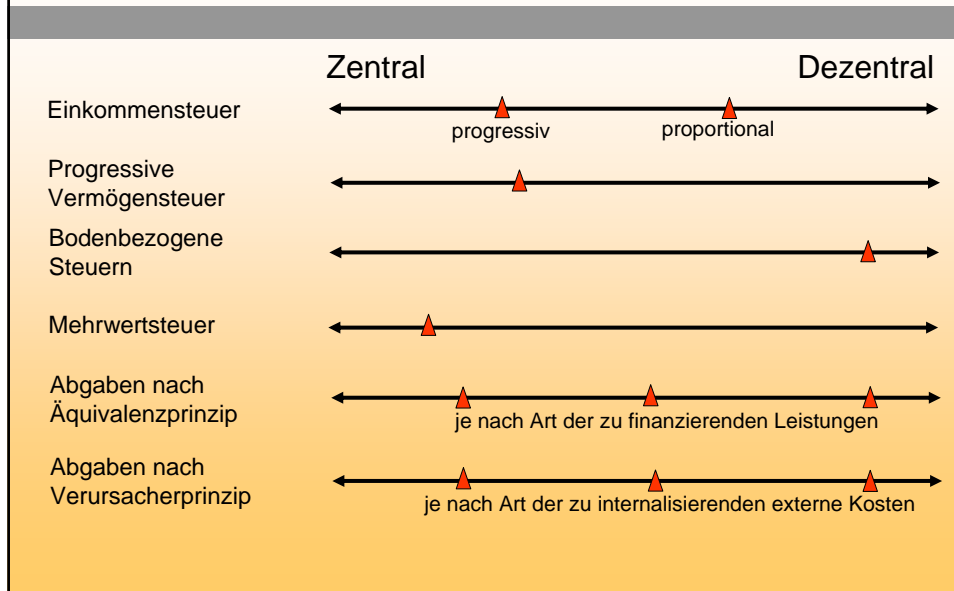 Zentral Dezentral
Einkommensteuer
progressiv proportional
Progressive
Vermögensteuer
Bodenbezogene
Steuern
Mehrwertsteuer
Abgaben nach
Äquivalenzprinzip
je nach Art der zu finanzierenden Leistungen
Abgaben nach
Verursacherprinzip
je nach Art der zu internalisierenden externe Kosten